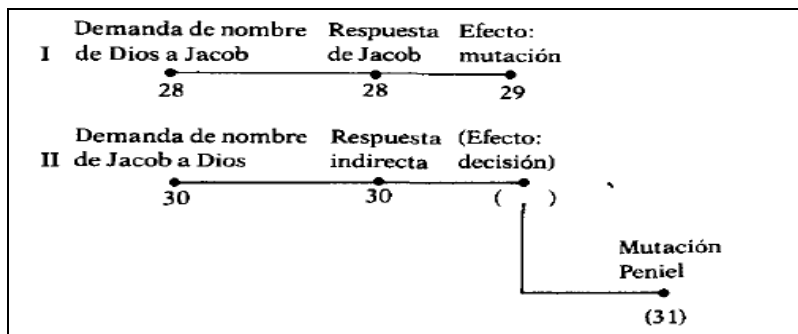 Demanda de nombre Respuesta Efecto:
I de Dios a Jacob de Jacob mutación
28 28 29
Demanda de nombre Respuesta (Efecto:
II de Jacob a Dios indirecta decisión)
30 30 ( )
Mutación
Peniel
(31)